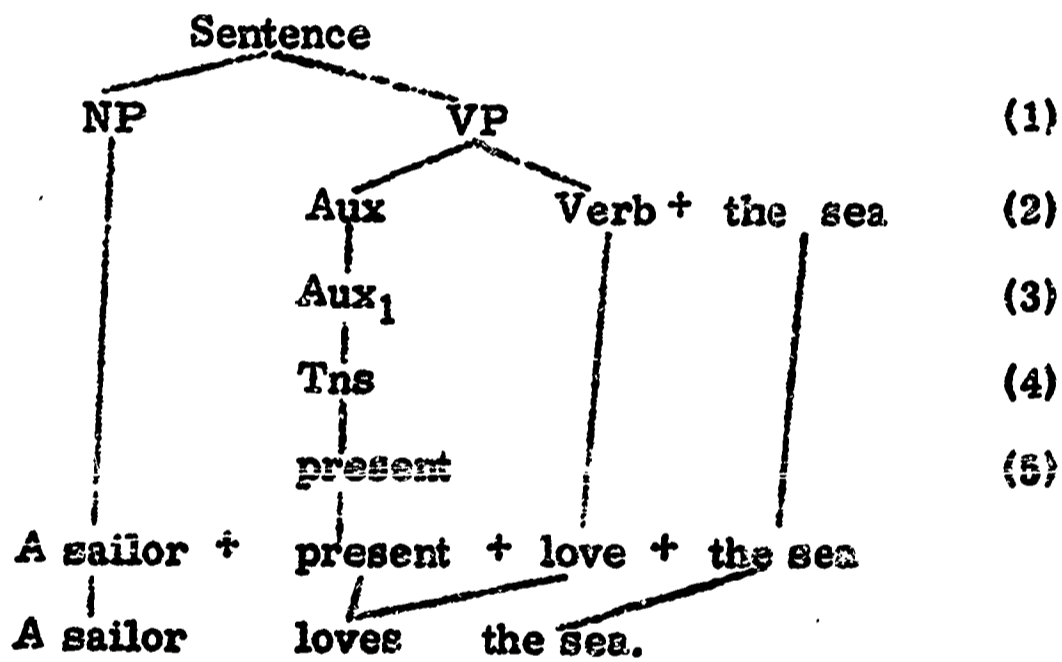 Sentence
NP VP (1)
Aux Verb + the sea (2)
Aux₁ (3)
Tns (4)
present (5)
A sailor + present + love + the sea
A sailor loves the sea.